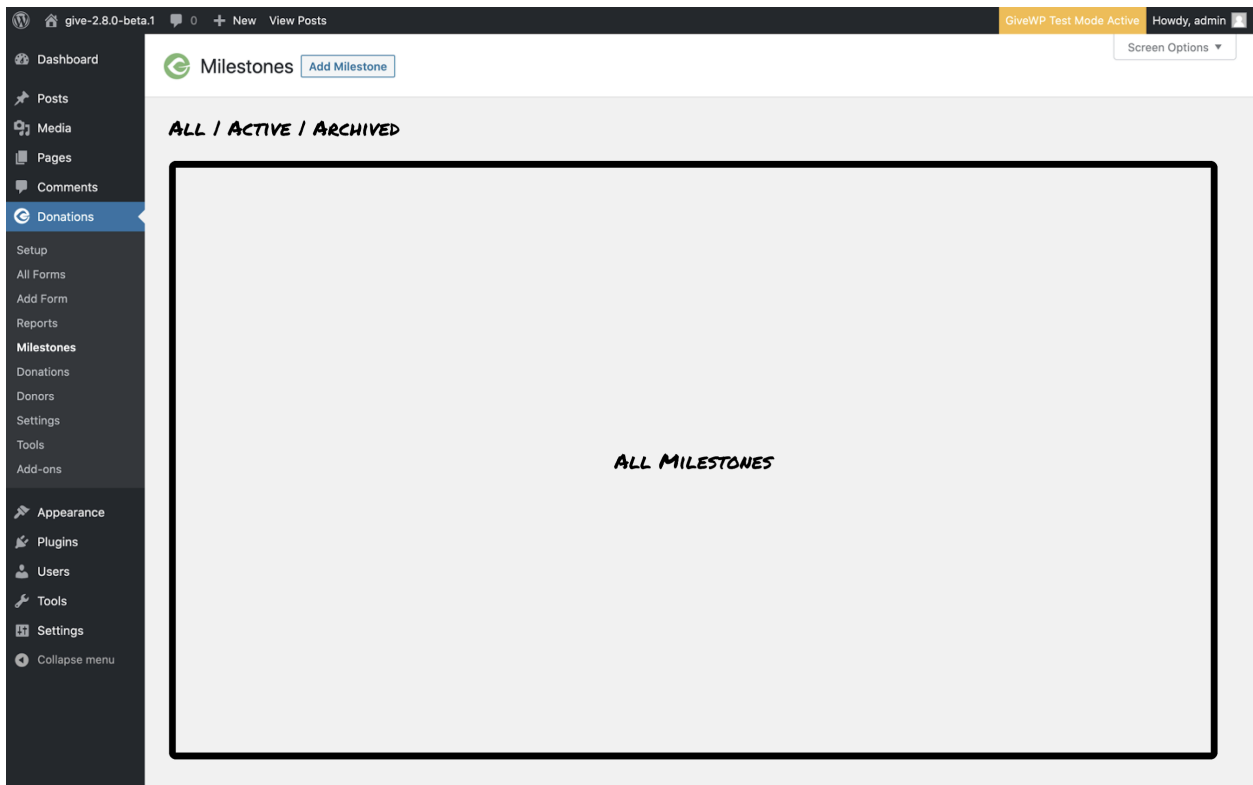 give-2.8.0-beta.1 0 + New View Posts GiveWP Test Mode Active Howdy, admin
Screen Options ▼
Dashboard
Posts
Media
Pages
Comments
Donations
Setup
All Forms
Add Form
Reports
Milestones
Donations
Donors
Settings
Tools
Add-ons
Appearance
Plugins
Users
Tools
Settings
Collapse menu
Milestones Add Milestone
All | Active | Archived
All Milestones